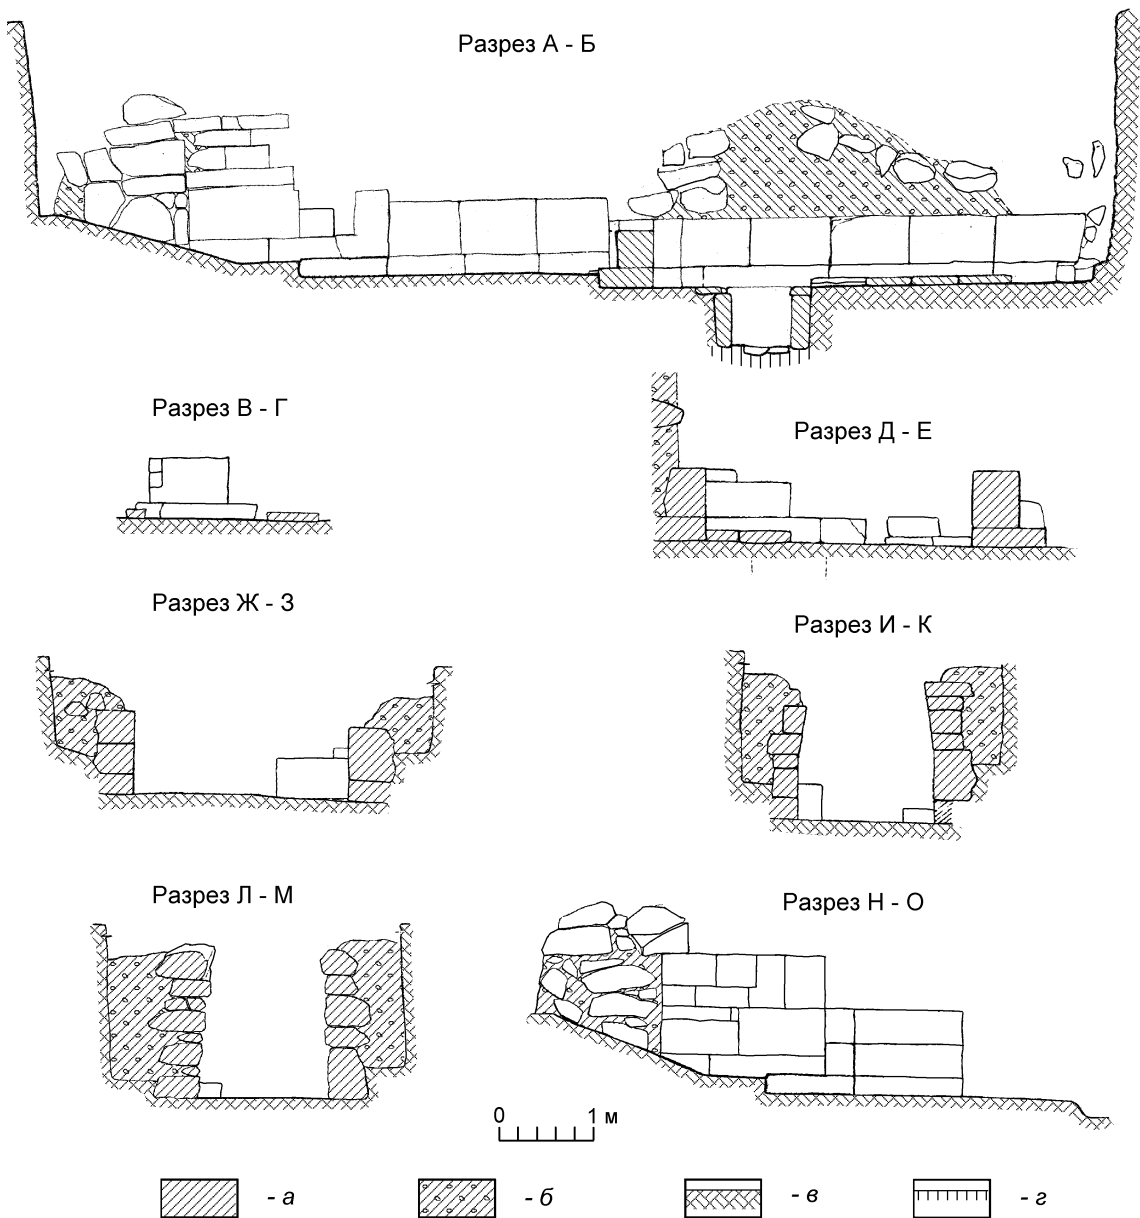 Разрез А - Б
Разрез В - Г
Разрез Д - Е
Разрез Ж - З
Разрез И - К
Разрез Л - М
Разрез Н - О
0 1 м
- а
- б
- в
- г